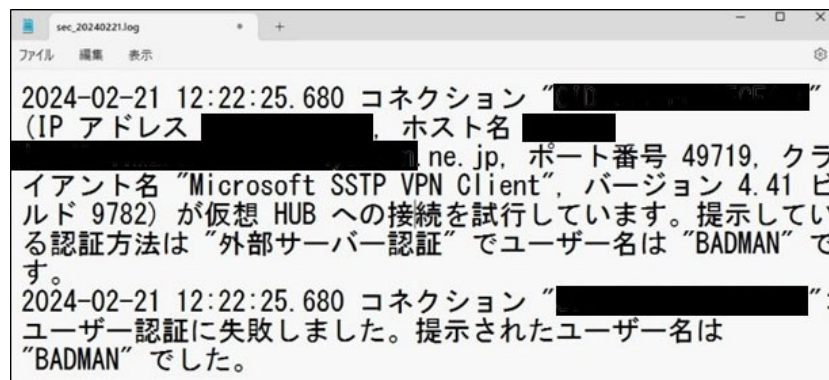 sec_20240221.log
ファイル 編集 表示
2024-02-21 12:22:25.680 コネクション " "
(IP アドレス , ホスト名
.ne.jp, ポート番号 49719, クラ
イアント名 "Microsoft SSTP VPN Client", バージョン 4.41 ビ
ルド 9782) が仮想 HUB への接続を試行しています。提示してい
る認証方法は "外部サーバー認証" でユーザー名は "BADMAN" で
す。
2024-02-21 12:22:25.680 コネクション " ":
ユーザー認証に失敗しました。提示されたユーザー名は
"BADMAN" でした。